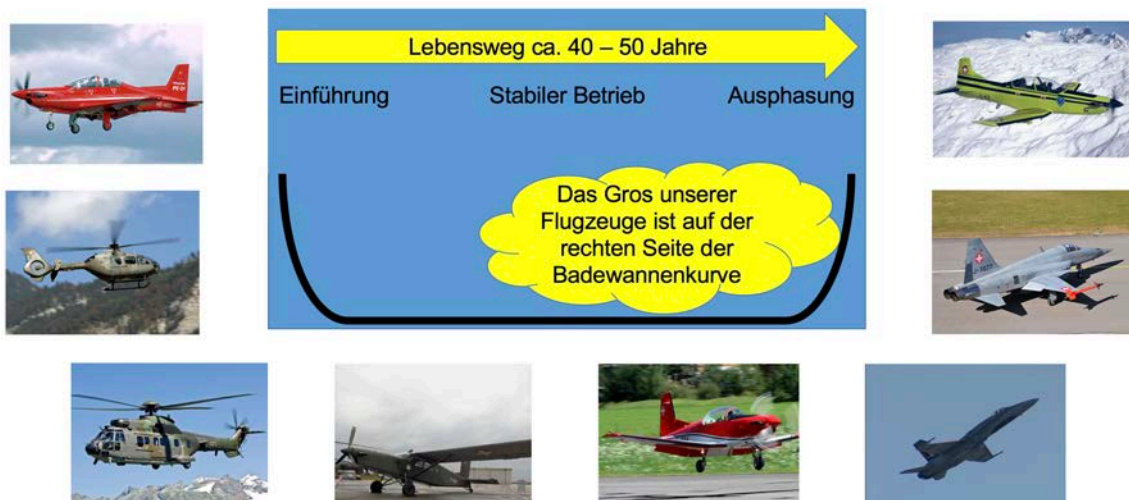 Lebensweg ca. 40 – 50 Jahre
Einführung
Stabiler Betrieb
Ausphasung
Das Gros unserer
Flugzeuge ist auf der
rechten Seite der
Badewannenkurve